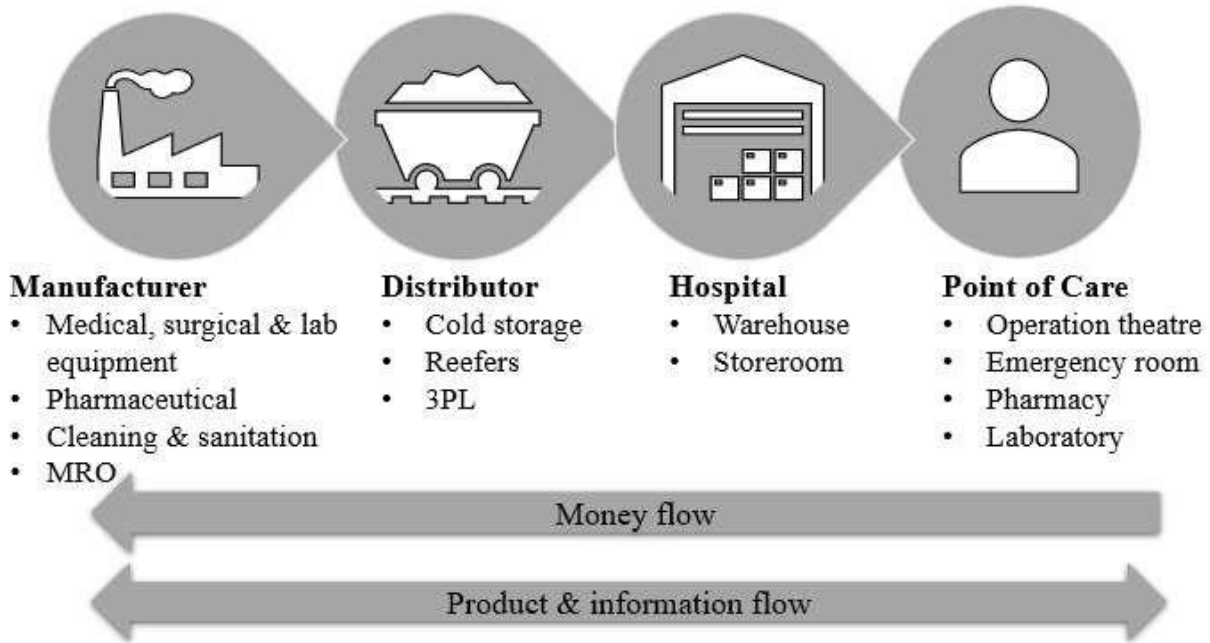 Manufacturer
• Medical, surgical & lab
equipment
• Pharmaceutical
• Cleaning & sanitation
• MRO
Distributor
• Cold storage
• Reefers
• 3PL
Hospital
• Warehouse
• Storeroom
Point of Care
• Operation theatre
• Emergency room
• Pharmacy
• Laboratory
Money flow
Product & information flow